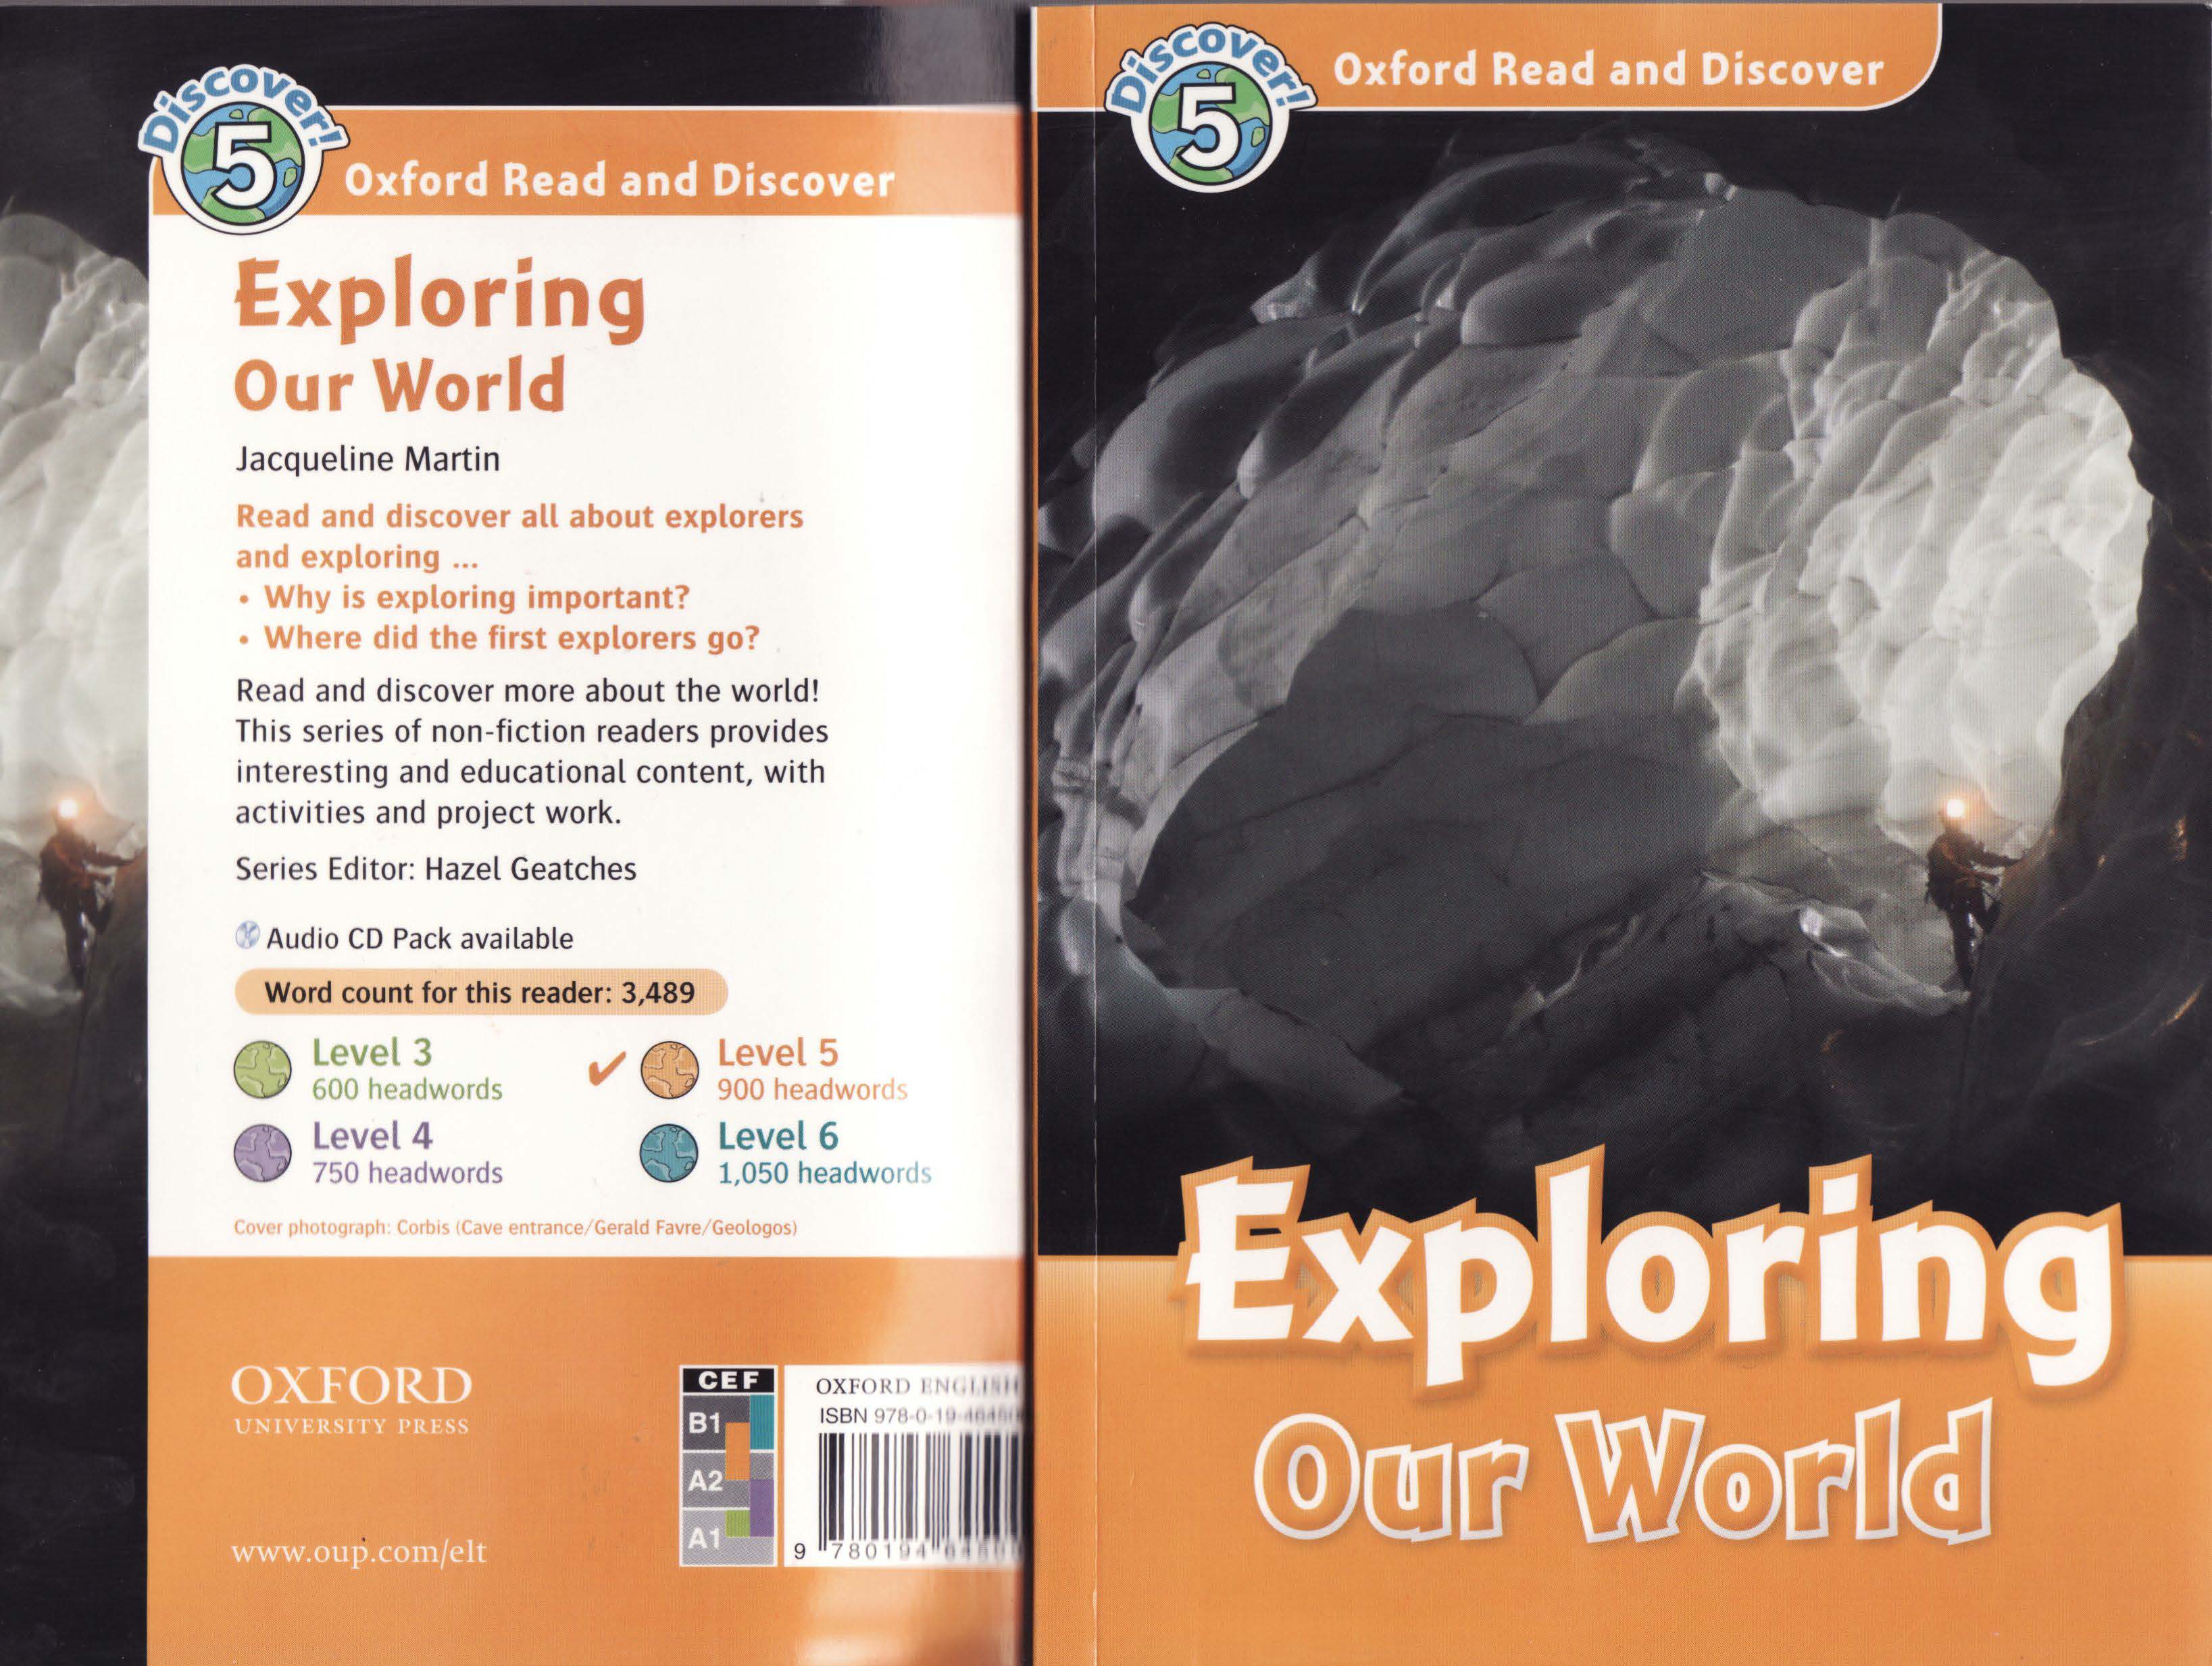 Discover!
5
Oxford Read and Discover
Exploring
Our World
Jacqueline Martin
Read and discover all about explorers
and exploring ...
• Why is exploring important?
• Where did the first explorers go?
Read and discover more about the world!
This series of non-fiction readers provides
interesting and educational content, with
activities and project work.
Series Editor: Hazel Geatches
Audio CD Pack available
Word count for this reader: 3,489
Level 3
600 headwords
✔ Level 5
900 headwords
Level 4
750 headwords
Level 6
1,050 headwords
Cover photograph: Corbis (Cave entrance/Gerald Favre/Geologos)
OXFORD
UNIVERSITY PRESS
www.oup.com/elt
CEF
B1
A2
A1
OXFORD ENGLISH
ISBN 978-0-19-
9 780194
Discover!
5
Oxford Read and Discover
Exploring
Our World